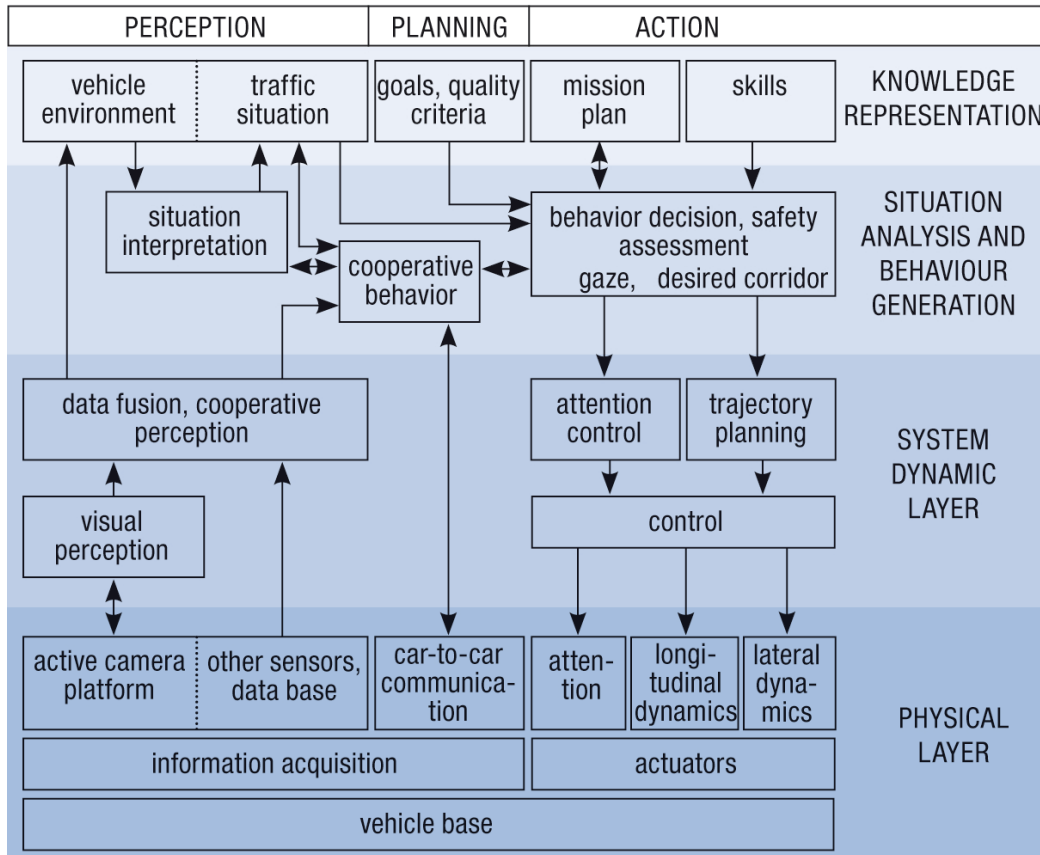 PERCEPTION
PLANNING
ACTION
vehicle
environment
traffic
situation
goals, quality
criteria
mission
plan
skills
KNOWLEDGE
REPRESENTATION
situation
interpretation
cooperative
behavior
behavior decision, safety
assessment
gaze, desired corridor
SITUATION
ANALYSIS AND
BEHAVIOUR
GENERATION
data fusion, cooperative
perception
attention
control
trajectory
planning
visual
perception
control
SYSTEM
DYNAMIC
LAYER
active camera
platform
other sensors,
data base
car-to-car
communica-
tion
atten-
tion
longi-
tudinal
dynamics
lateral
dyna-
mics
information acquisition
actuators
vehicle base
PHYSICAL
LAYER